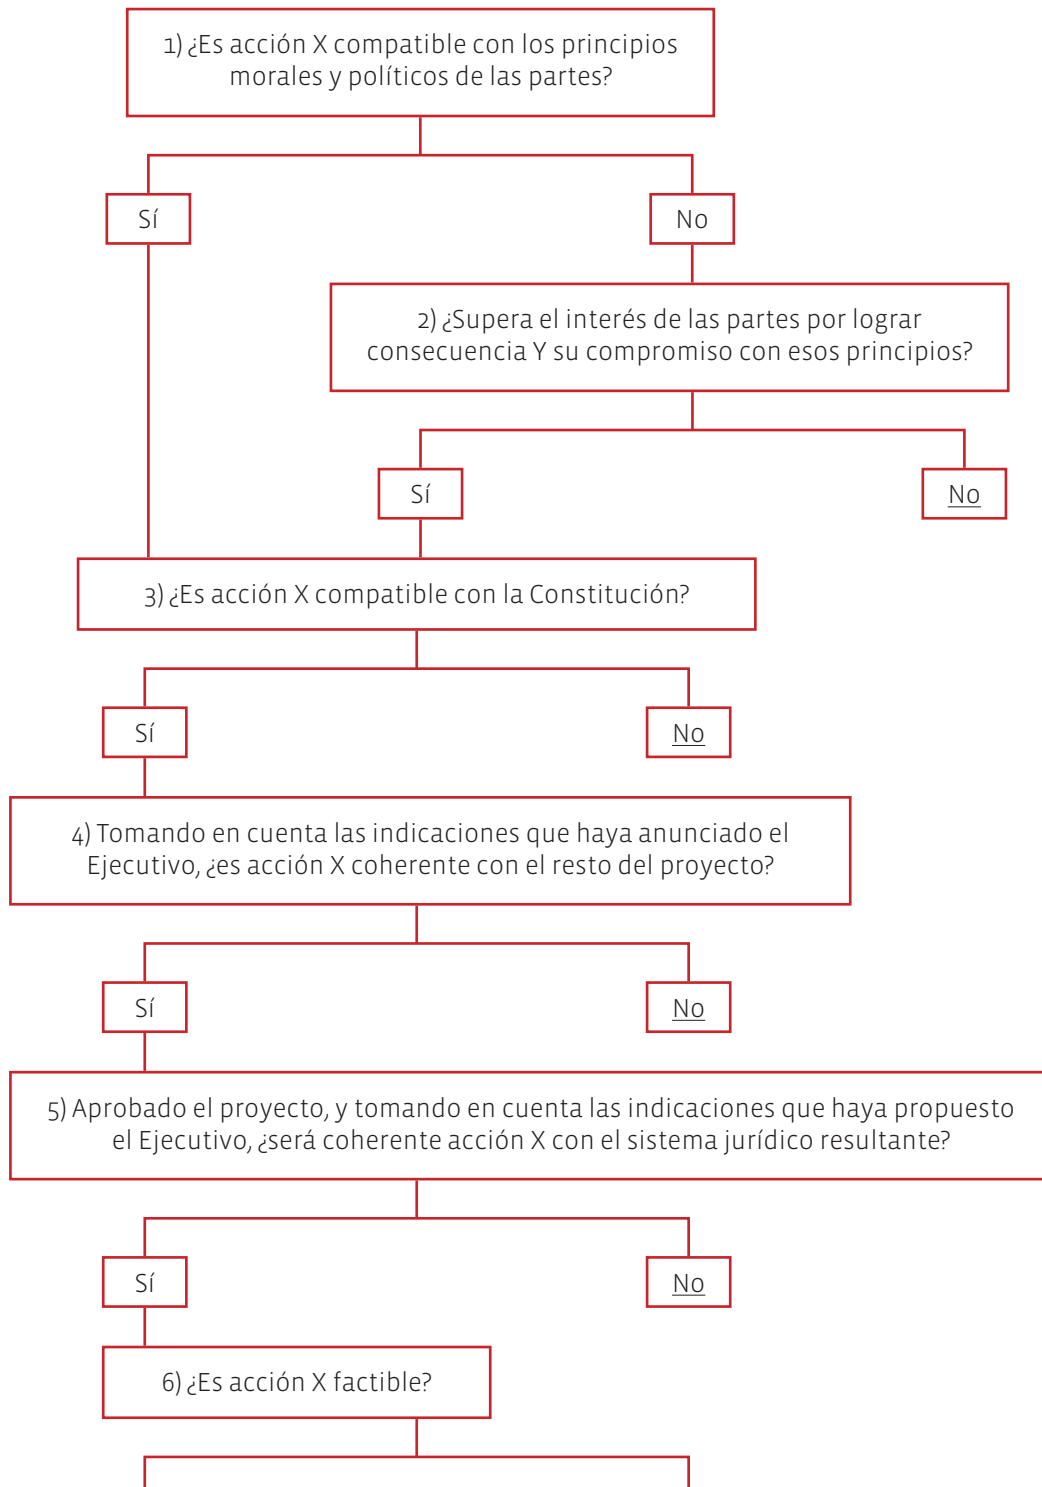 1) ¿Es acción X compatible con los principios
morales y políticos de las partes?
Sí
No
2) ¿Supera el interés de las partes por lograr
consecuencia Y su compromiso con esos principios?
Sí
No
3) ¿Es acción X compatible con la Constitución?
Sí
No
4) Tomando en cuenta las indicaciones que haya anunciado el
Ejecutivo, ¿es acción X coherente con el resto del proyecto?
Sí
No
5) Aprobado el proyecto, y tomando en cuenta las indicaciones que haya propuesto
el Ejecutivo, ¿será coherente acción X con el sistema jurídico resultante?
Sí
No
6) ¿Es acción X factible?